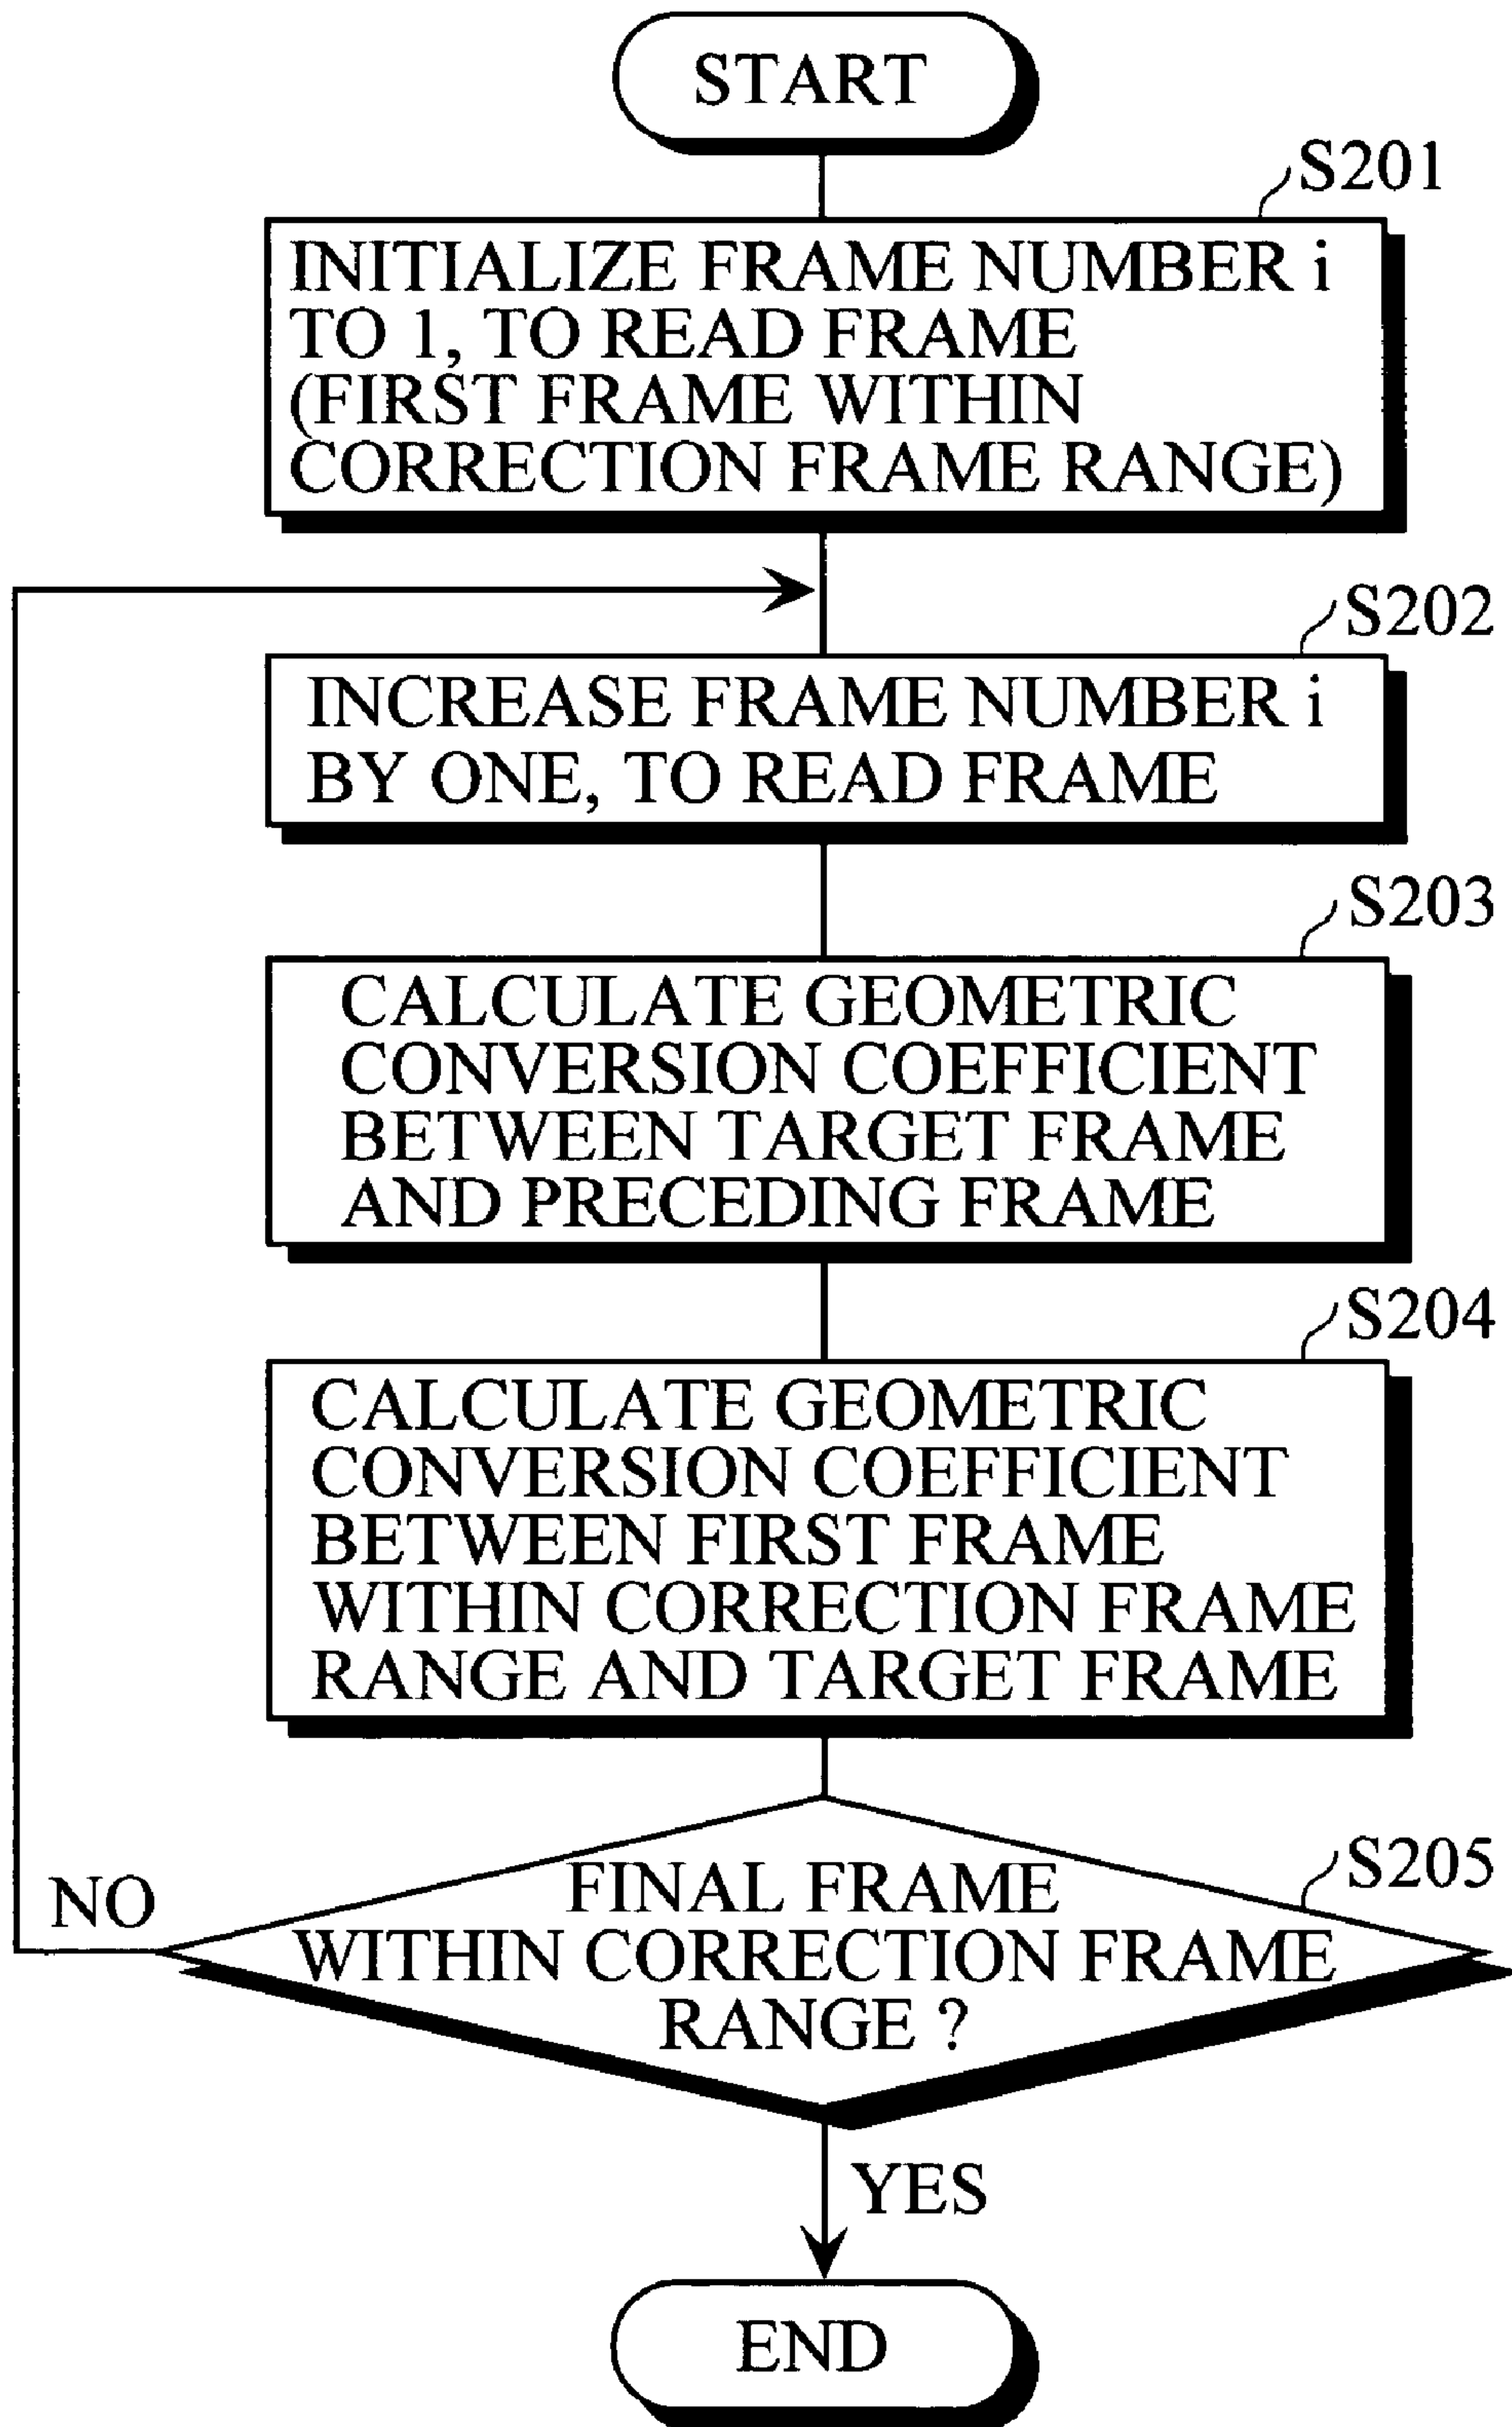 START
S201
INITIALIZE FRAME NUMBER i
TO 1, TO READ FRAME
(FIRST FRAME WITHIN
CORRECTION FRAME RANGE)
S202
INCREASE FRAME NUMBER i
BY ONE, TO READ FRAME
S203
CALCULATE GEOMETRIC
CONVERSION COEFFICIENT
BETWEEN TARGET FRAME
AND PRECEDING FRAME
S204
CALCULATE GEOMETRIC
CONVERSION COEFFICIENT
BETWEEN FIRST FRAME
WITHIN CORRECTION FRAME
RANGE AND TARGET FRAME
S205
NO
FINAL FRAME
WITHIN CORRECTION FRAME
RANGE ?
YES
END